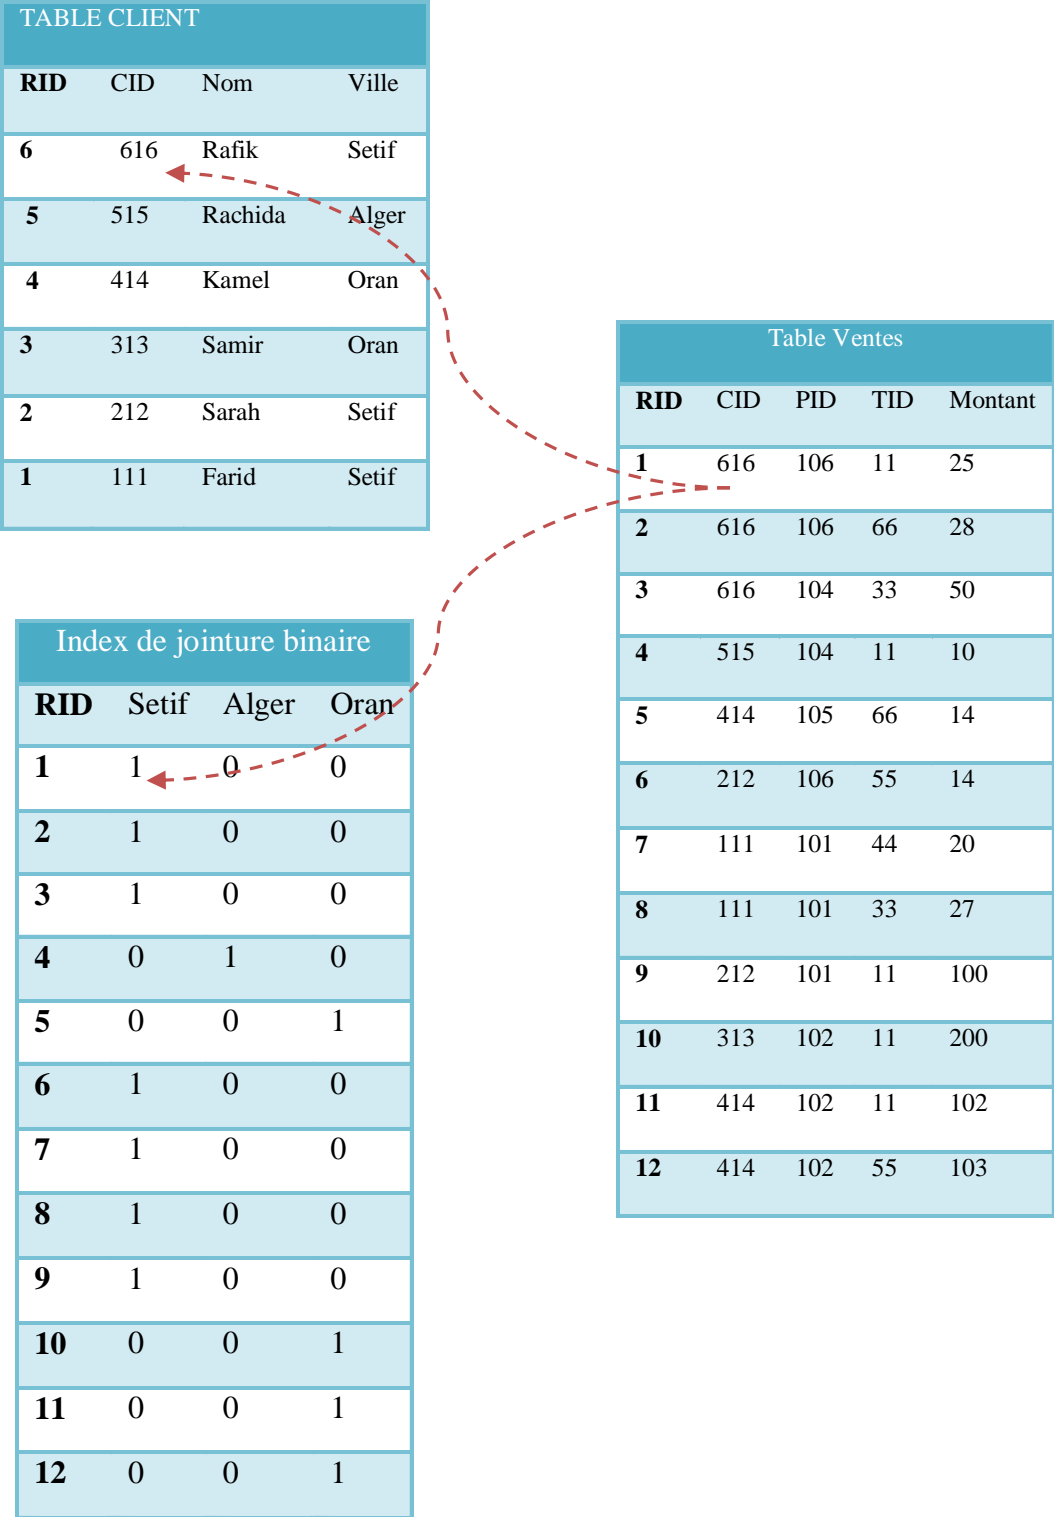 TABLE CLIENT
RID CID Nom Ville
6 616 Rafik Setif
5 515 Rachida Alger
4 414 Kamel Oran
3 313 Samir Oran
2 212 Sarah Setif
1 111 Farid Setif
Table Ventes
RID CID PID TID Montant
1 616 106 11 25
2 616 106 66 28
3 616 104 33 50
4 515 104 11 10
5 414 105 66 14
6 212 106 55 14
7 111 101 44 20
8 111 101 33 27
9 212 101 11 100
10 313 102 11 200
11 414 102 11 102
12 414 102 55 103
Index de jointure binaire
RID Setif Alger Oran
1 1 0 0
2 1 0 0
3 1 0 0
4 0 1 0
5 0 0 1
6 1 0 0
7 1 0 0
8 1 0 0
9 1 0 0
10 0 0 1
11 0 0 1
12 0 0 1